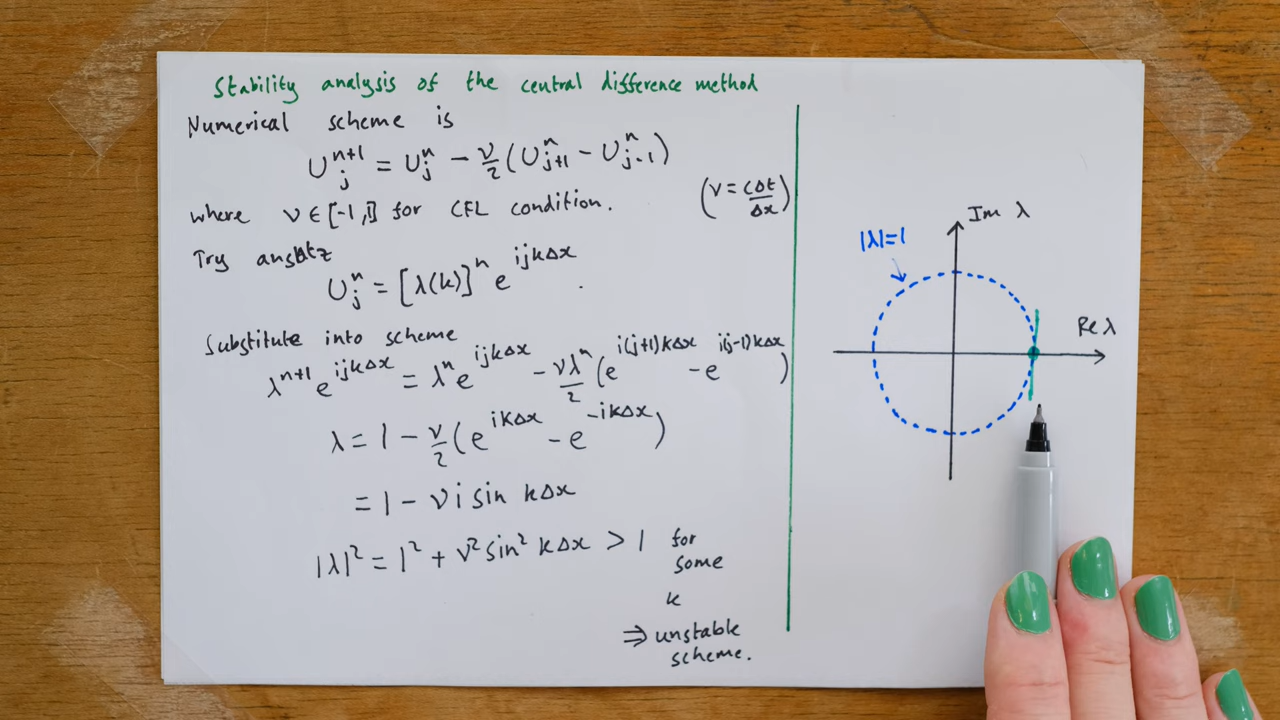 Stability analysis of the central difference method
Numerical scheme is
U_j^{n+1} = U_j^n - ν/2 (U_{j+1}^n - U_{j-1}^n)
where ν ∈ [-1,1] for CFL condition. (ν = cΔt/Δx)
Try ansatz
U_j^n = [λ(k)]^n e^{ijkΔx}.
Substitute into scheme
λ^{n+1} e^{ijkΔx} = λ^n e^{ijkΔx} - νλ^n/2 (e^{i(j+1)kΔx} - e^{i(j-1)kΔx})
λ = 1 - ν/2 (e^{ikΔx} - e^{-ikΔx})
= 1 - ν i sin kΔx
|λ|² = 1² + ν² sin² kΔx > 1 for
some
k
⇒ unstable
scheme.
Im λ
|λ|=1
Re λ